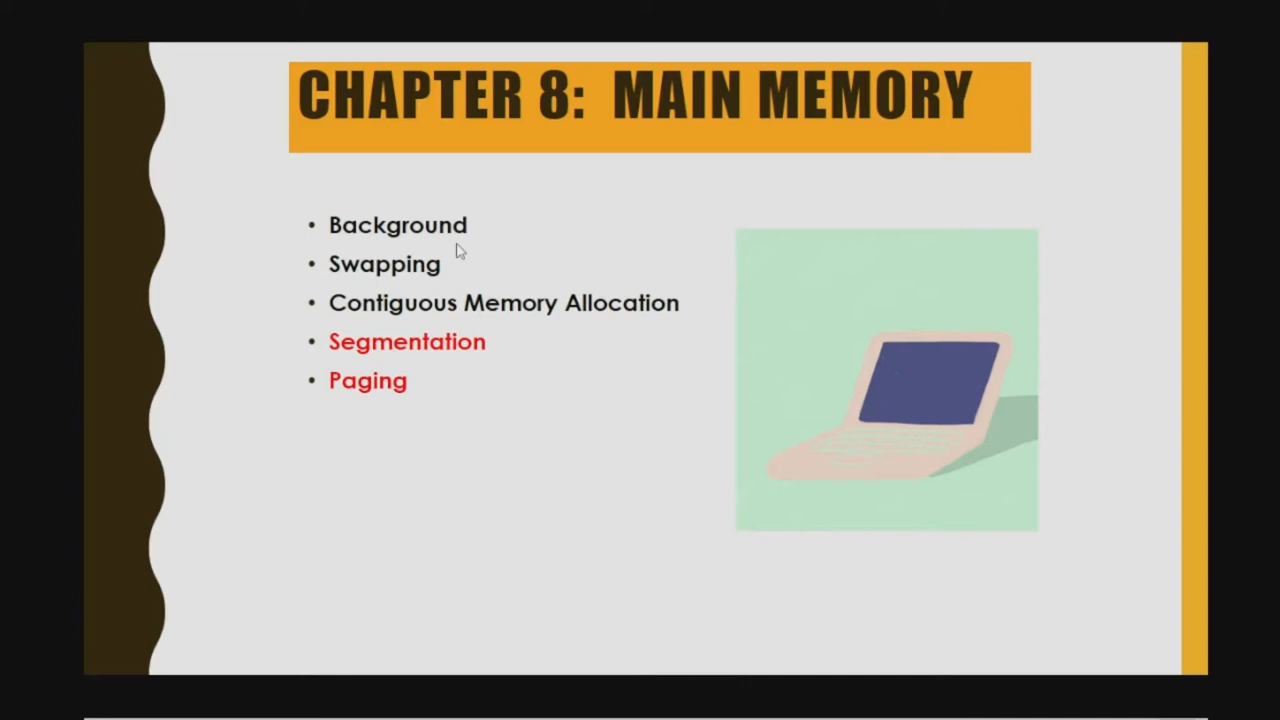 CHAPTER 8: MAIN MEMORY
• Background
• Swapping
• Contiguous Memory Allocation
• Segmentation
• Paging